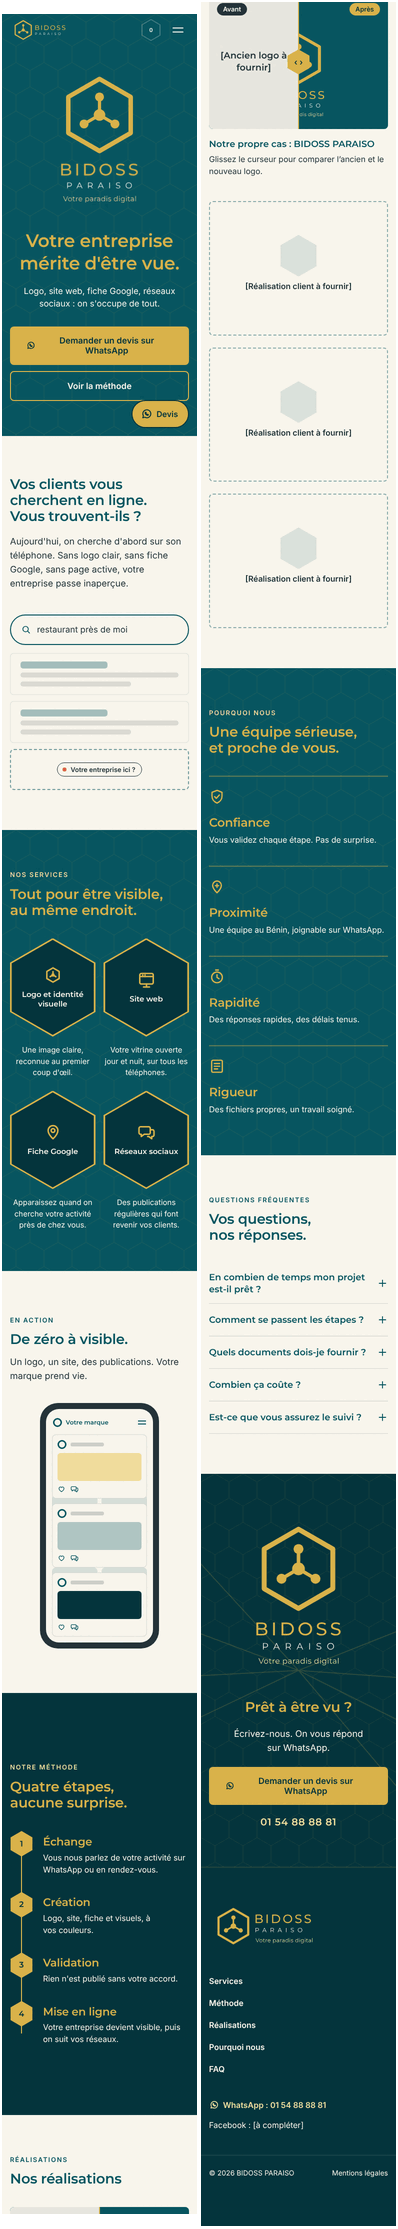 BIDOSS
PARAISO
0
BIDOSS
PARAISO
Votre paradis digital
Votre entreprise
mérite d'être vue.
Logo, site web, fiche Google, réseaux
sociaux : on s'occupe de tout.
Demander un devis sur
WhatsApp
Voir la méthode
Devis
Vos clients vous
cherchent en ligne.
Vous trouvent-ils ?
Aujourd'hui, on cherche d'abord sur son
téléphone. Sans logo clair, sans fiche
Google, sans page active, votre
entreprise passe inaperçue.
restaurant près de moi
Votre entreprise ici ?
NOS SERVICES
Tout pour être visible,
au même endroit.
Logo et identité
visuelle
Site web
Une image claire,
reconnue au premier
coup d'œil.
Votre vitrine ouverte
jour et nuit, sur tous les
téléphones.
Fiche Google
Réseaux sociaux
Apparaissez quand on
cherche votre activité
près de chez vous.
Des publications
régulières qui font
revenir vos clients.
EN ACTION
De zéro à visible.
Un logo, un site, des publications. Votre
marque prend vie.
Votre marque
NOTRE MÉTHODE
Quatre étapes,
aucune surprise.
1
Échange
Vous nous parlez de votre activité sur
WhatsApp ou en rendez-vous.
2
Création
Logo, site, fiche et visuels, à
vos couleurs.
3
Validation
Rien n'est publié sans votre accord.
4
Mise en ligne
Votre entreprise devient visible, puis
on suit vos réseaux.
RÉALISATIONS
Nos réalisations
Avant
Après
[Ancien logo à
fournir]
BIDOSS
AISO
s digital
Notre propre cas : BIDOSS PARAISO
Glissez le curseur pour comparer l'ancien et le
nouveau logo.
[Réalisation client à fournir]
[Réalisation client à fournir]
[Réalisation client à fournir]
POURQUOI NOUS
Une équipe sérieuse,
et proche de vous.
Confiance
Vous validez chaque étape. Pas de surprise.
Proximité
Une équipe au Bénin, joignable sur WhatsApp.
Rapidité
Des réponses rapides, des délais tenus.
Rigueur
Des fichiers propres, un travail soigné.
QUESTIONS FRÉQUENTES
Vos questions,
nos réponses.
En combien de temps mon projet
est-il prêt ?
Comment se passent les étapes ?
Quels documents dois-je fournir ?
Combien ça coûte ?
Est-ce que vous assurez le suivi ?
BIDOSS
PARAISO
Votre paradis digital
Prêt à être vu ?
Écrivez-nous. On vous répond
sur WhatsApp.
Demander un devis sur
WhatsApp
01 54 88 88 81
BIDOSS
PARAISO
Votre paradis digital
Services
Méthode
Réalisations
Pourquoi nous
FAQ
WhatsApp : 01 54 88 88 81
Facebook : [à compléter]
© 2026 BIDOSS PARAISO
Mentions légales